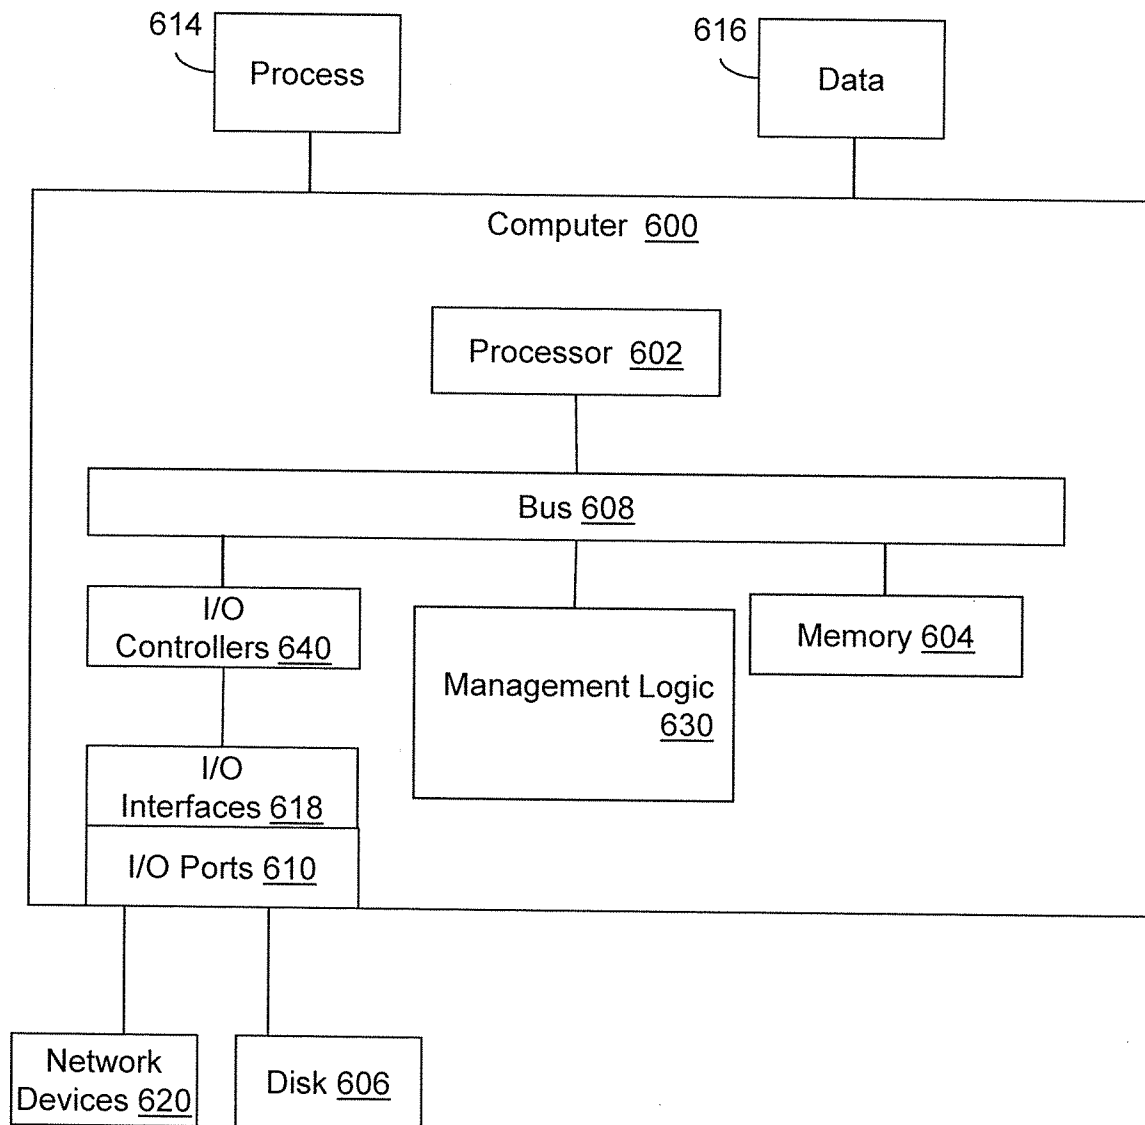 614
Process
616
Data
Computer 600
Processor 602
Bus 608
I/O
Controllers 640
Management Logic
630
Memory 604
I/O
Interfaces 618
I/O Ports 610
Network
Devices 620
Disk 606